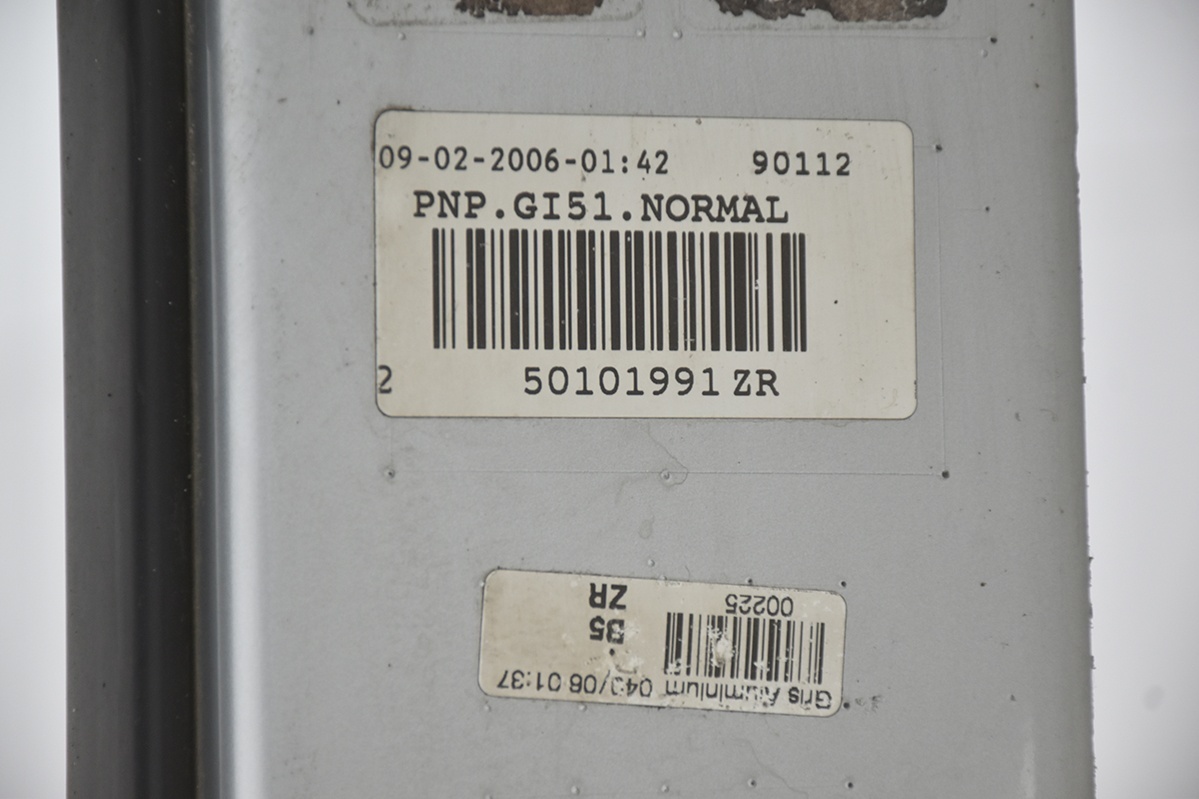 09-02-2006-01:42 90112
PNP.GI51.NORMAL
2 50101991 ZR
Gris Aluminium 040/06 01:37
B5
ZR
00225